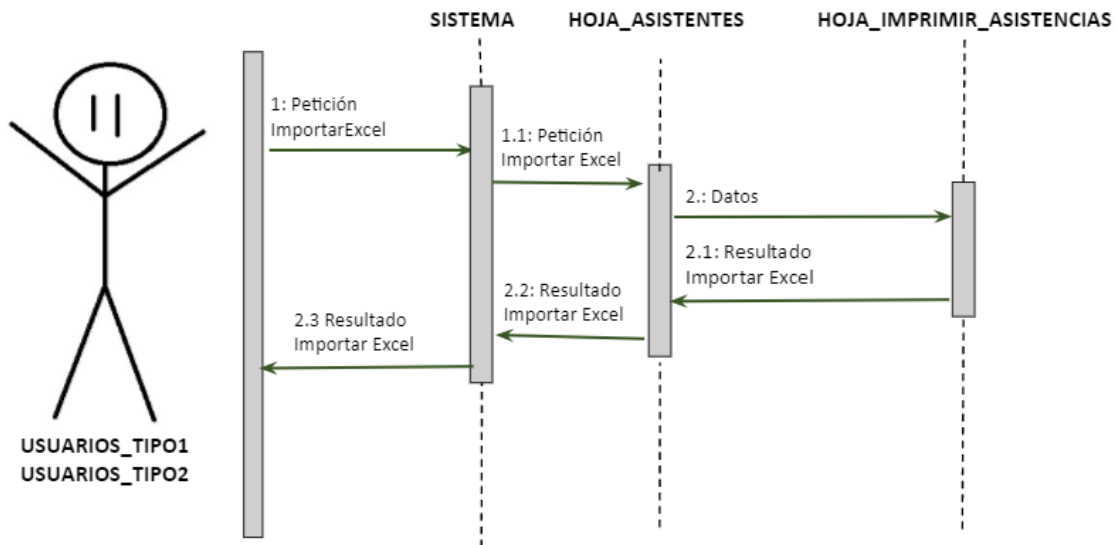 SISTEMA
HOJA_ASISTENTES
HOJA_IMPRIMIR_ASISTENCIAS
1: Petición
ImportarExcel
1.1: Petición
Importar Excel
2.: Datos
2.1: Resultado
Importar Excel
2.2: Resultado
Importar Excel
2.3 Resultado
Importar Excel
USUARIOS_TIPO1
USUARIOS_TIPO2